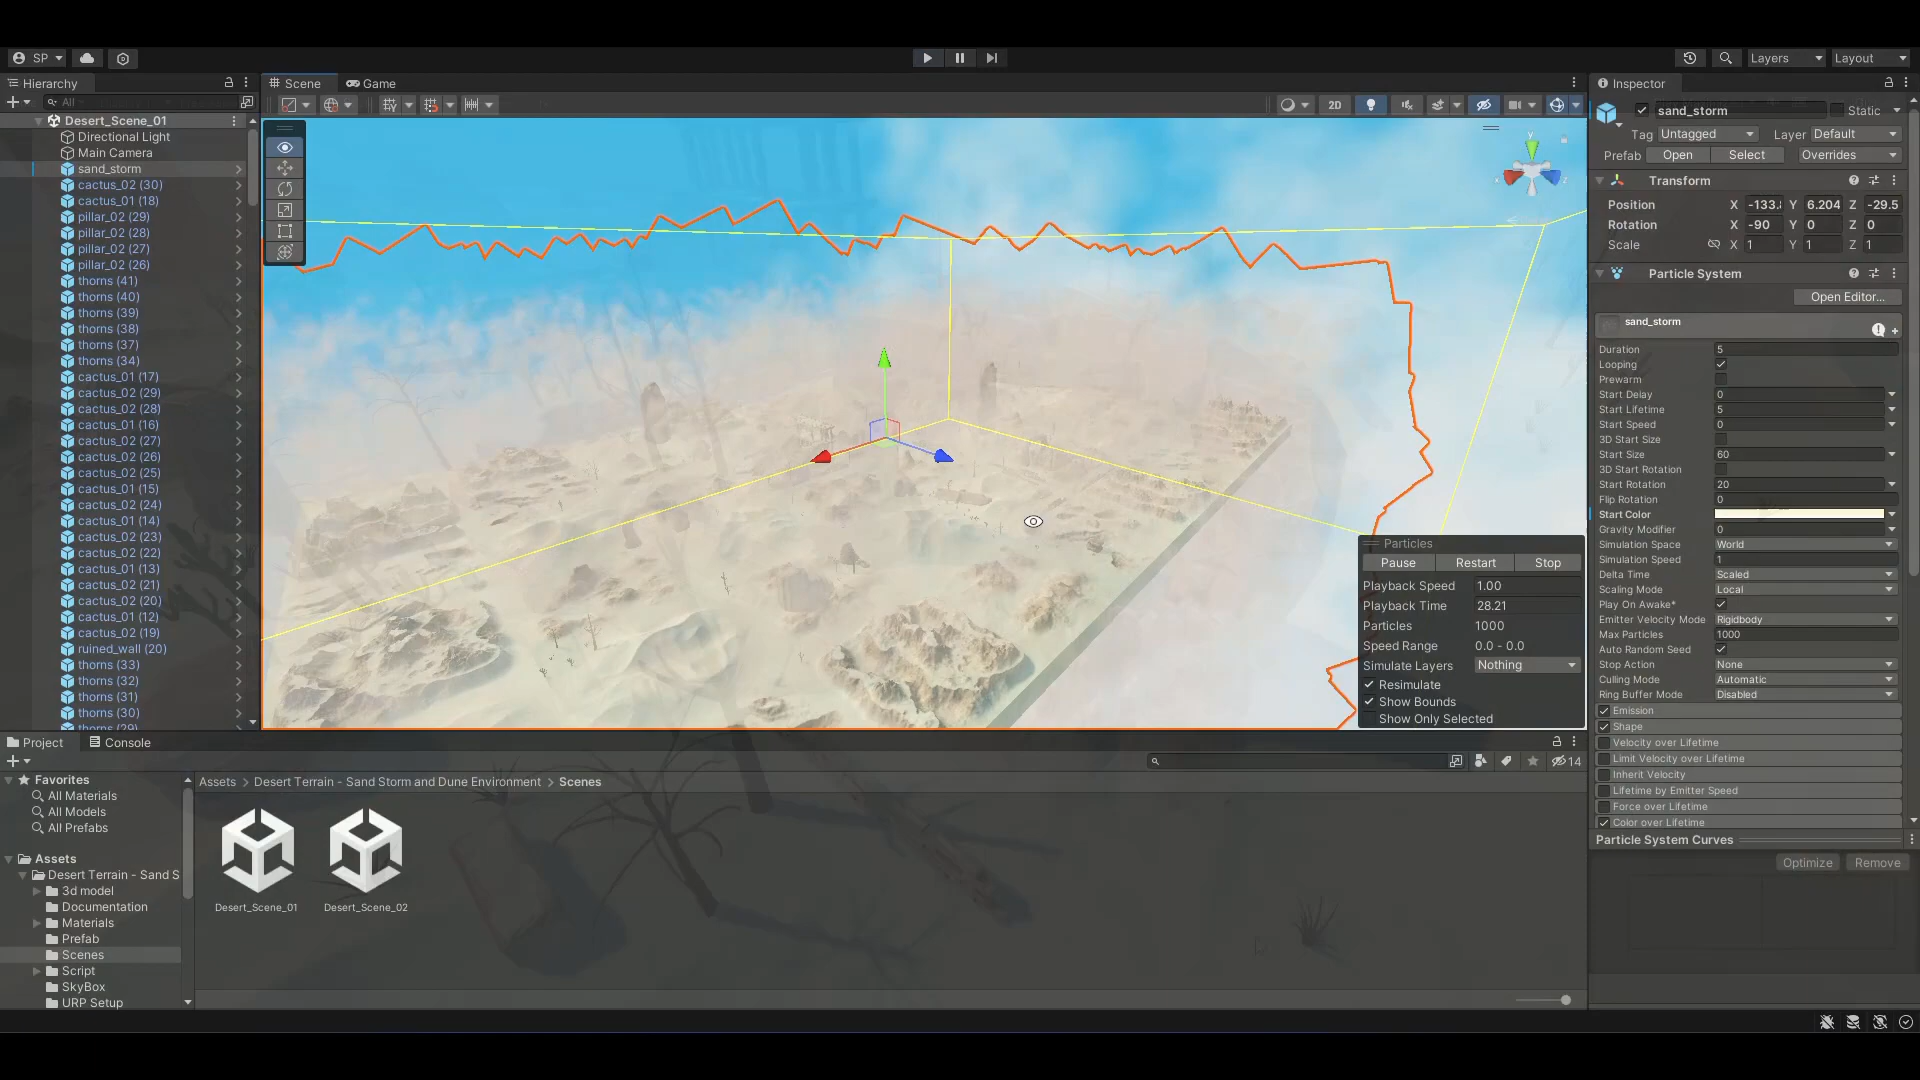 SP
Layers
Layout
Hierarchy
All
Desert_Scene_01
Directional Light
Main Camera
sand_storm
cactus_02 (30)
cactus_01 (18)
pillar_02 (29)
pillar_02 (28)
pillar_02 (27)
pillar_02 (26)
thorns (41)
thorns (40)
thorns (39)
thorns (38)
thorns (37)
thorns (34)
cactus_01 (17)
cactus_02 (29)
cactus_02 (28)
cactus_01 (16)
cactus_02 (27)
cactus_02 (26)
cactus_02 (25)
cactus_01 (15)
cactus_02 (24)
cactus_01 (14)
cactus_02 (23)
cactus_02 (22)
cactus_01 (13)
cactus_02 (21)
cactus_02 (20)
cactus_01 (12)
cactus_02 (19)
ruined_wall (20)
thorns (33)
thorns (32)
thorns (31)
thorns (30)
thorns (29)
Scene
Game
2D
y
x
z
Particles
Pause Restart Stop
Playback Speed 1.00
Playback Time 28.21
Particles 1000
Speed Range 0.0 - 0.0
Simulate Layers Nothing
Resimulate
Show Bounds
Show Only Selected
Inspector
sand_storm Static
Tag Untagged Layer Default
Prefab Open Select Overrides
Transform
Position X -133. Y 6.204 Z -29.5
Rotation X -90 Y 0 Z 0
Scale X 1 Y 1 Z 1
Particle System
Open Editor...
sand_storm
Duration 5
Looping
Prewarm
Start Delay 0
Start Lifetime 5
Start Speed 0
3D Start Size
Start Size 60
3D Start Rotation
Start Rotation 20
Flip Rotation 0
Start Color
Gravity Modifier 0
Simulation Space World
Simulation Speed 1
Delta Time Scaled
Scaling Mode Local
Play On Awake*
Emitter Velocity Mode Rigidbody
Max Particles 1000
Auto Random Seed
Stop Action None
Culling Mode Automatic
Ring Buffer Mode Disabled
Emission
Shape
Velocity over Lifetime
Limit Velocity over Lifetime
Inherit Velocity
Lifetime by Emitter Speed
Force over Lifetime
Color over Lifetime
Particle System Curves
Optimize Remove
Project
Console
14
Favorites
All Materials
All Models
All Prefabs
Assets
Desert Terrain - Sand S
3d model
Documentation
Materials
Prefab
Scenes
Script
SkyBox
URP Setup
Assets > Desert Terrain - Sand Storm and Dune Environment > Scenes
Desert_Scene_01
Desert_Scene_02